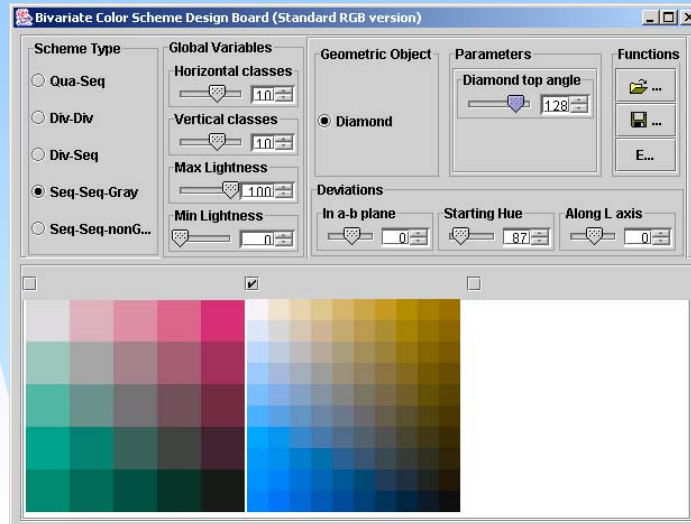 Bivariate Color Scheme Design Board (Standard RGB version)
Scheme Type
Qua-Seq
Div-Div
Div-Seq
Seq-Seq-Gray
Seq-Seq-nonG...
Global Variables
Horizontal classes
10
Vertical classes
10
Max Lightness
100
Min Lightness
0
Geometric Object
Diamond
Parameters
Diamond top angle
128
Functions
...
...
E...
Deviations
In a-b plane
0
Starting Hue
87
Along L axis
0